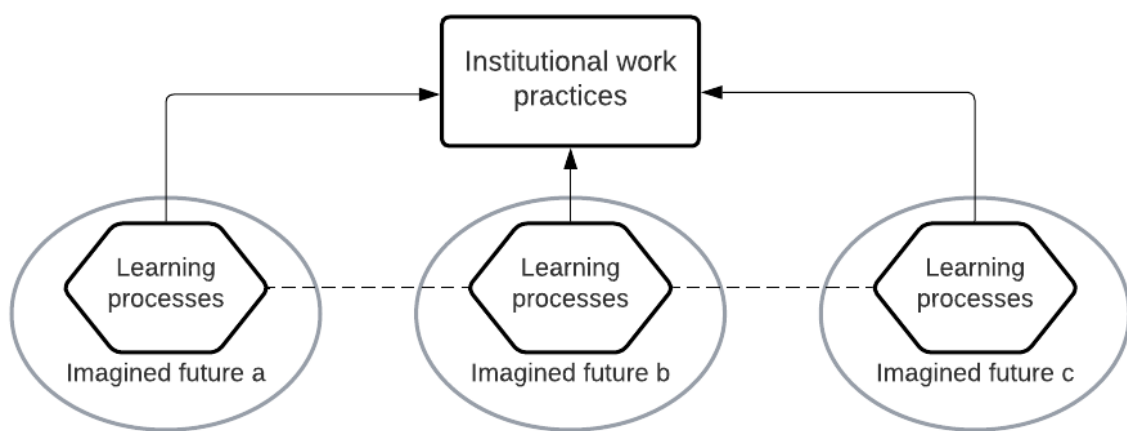 Institutional work
practices
Learning
processes
Imagined future a
Learning
processes
Imagined future b
Learning
processes
Imagined future c